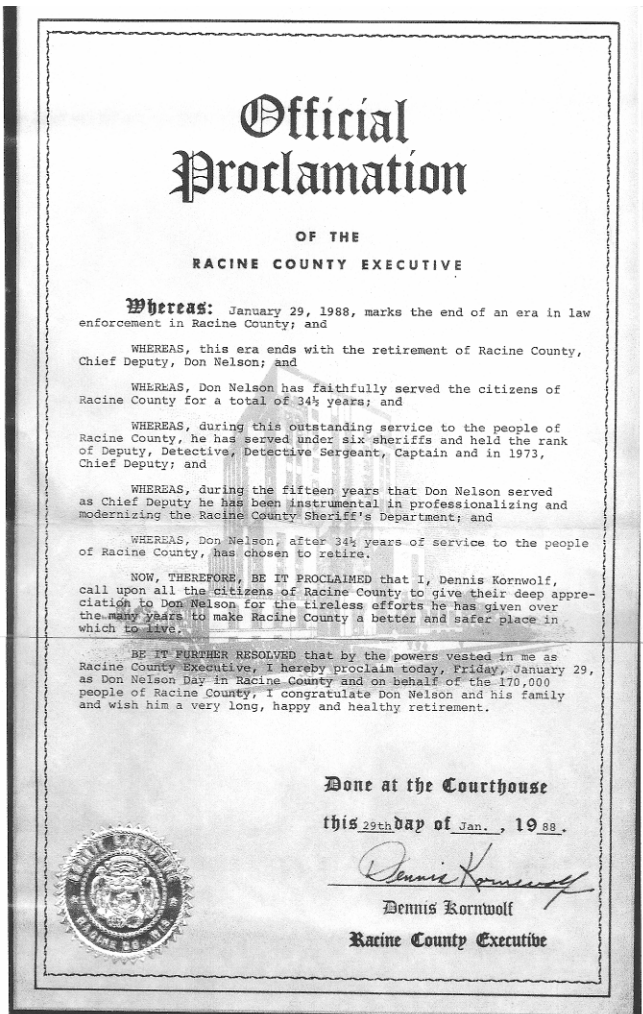 Official
Proclamation
OF THE
RACINE COUNTY EXECUTIVE
Whereas: January 29, 1988, marks the end of an era in law
enforcement in Racine County; and
WHEREAS, this era ends with the retirement of Racine County,
Chief Deputy, Don Nelson; and
WHEREAS, Don Nelson has faithfully served the citizens of
Racine County for a total of 34½ years; and
WHEREAS, during this outstanding service to the people of
Racine County, he has served under six sheriffs and held the rank
of Deputy, Detective, Detective Sergeant, Captain and in 1973,
Chief Deputy; and
WHEREAS, during the fifteen years that Don Nelson served
as Chief Deputy he has been instrumental in professionalizing and
modernizing the Racine County Sheriff's Department; and
WHEREAS, Don Nelson, after 34½ years of service to the people
of Racine County, has chosen to retire.
NOW, THEREFORE, BE IT PROCLAIMED that I, Dennis Kornwolf,
call upon all the citizens of Racine County to give their deep appre-
ciation to Don Nelson for the tireless efforts he has given over
the many years to make Racine County a better and safer place in
which to live.
BE IT FURTHER RESOLVED that by the powers vested in me as
Racine County Executive, I hereby proclaim today, Friday, January 29,
as Don Nelson Day in Racine County and on behalf of the 170,000
people of Racine County, I congratulate Don Nelson and his family
and wish him a very long, happy and healthy retirement.
Done at the Courthouse
this 29th day of Jan., 1988.
Dennis Kornwolf
Dennis Kornwolf
Racine County Executive
RACINE EXECUTIVE
RACINE CO., WIS.